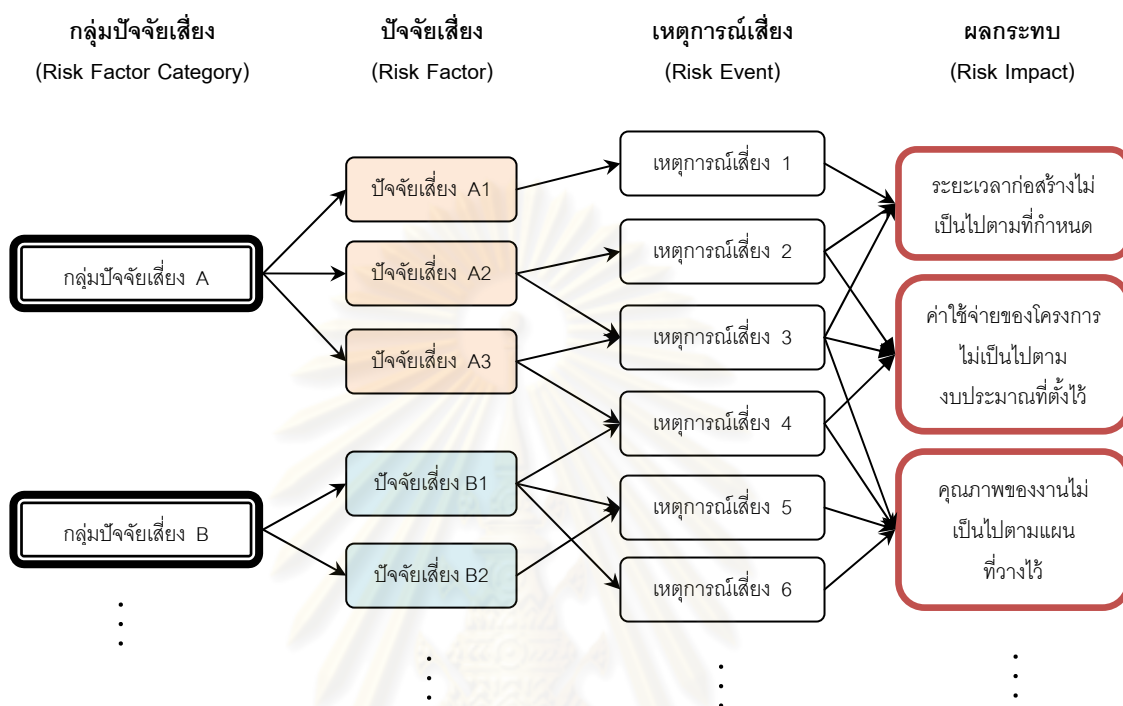 กลุ่มปัจจัยเสี่ยง
(Risk Factor Category)
ปัจจัยเสี่ยง
(Risk Factor)
เหตุการณ์เสี่ยง
(Risk Event)
ผลกระทบ
(Risk Impact)
กลุ่มปัจจัยเสี่ยง A
กลุ่มปัจจัยเสี่ยง B
ปัจจัยเสี่ยง A1
ปัจจัยเสี่ยง A2
ปัจจัยเสี่ยง A3
ปัจจัยเสี่ยง B1
ปัจจัยเสี่ยง B2
เหตุการณ์เสี่ยง 1
เหตุการณ์เสี่ยง 2
เหตุการณ์เสี่ยง 3
เหตุการณ์เสี่ยง 4
เหตุการณ์เสี่ยง 5
เหตุการณ์เสี่ยง 6
ระยะเวลาก่อสร้างไม่
เป็นไปตามที่กำหนด
ค่าใช้จ่ายของโครงการ
ไม่เป็นไปตาม
งบประมาณที่ตั้งไว้
คุณภาพของงานไม่
เป็นไปตามแผน
ที่วางไว้